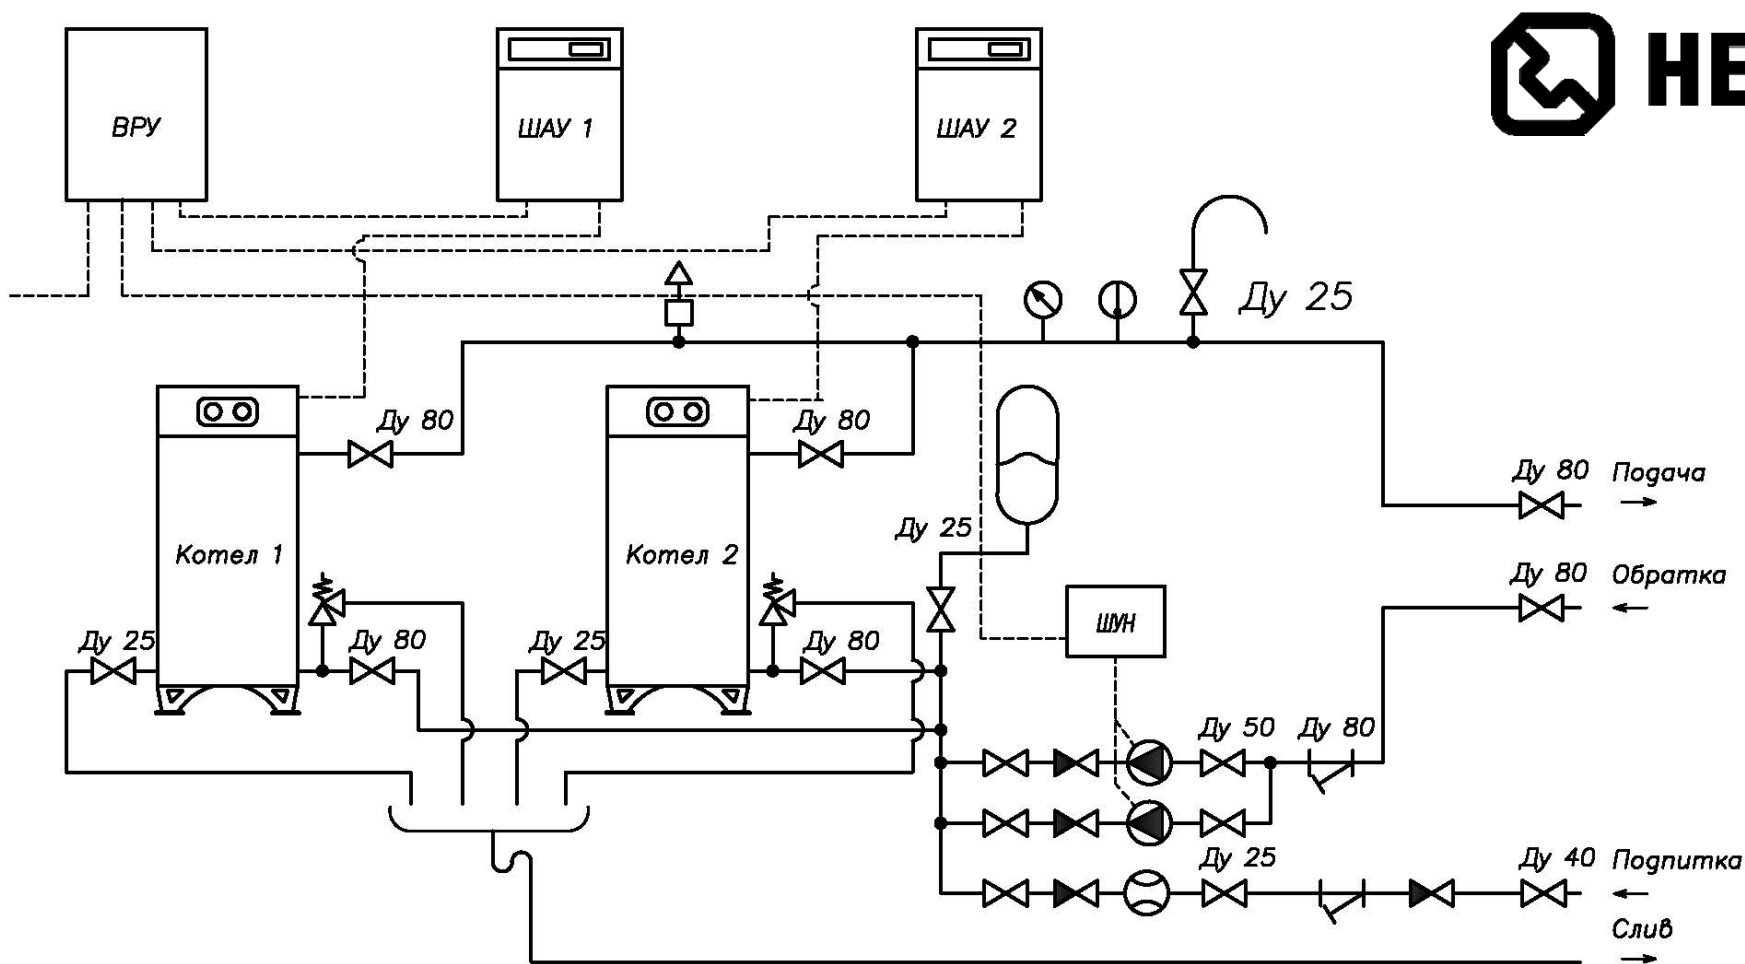 ВРУ
ШАУ 1
ШАУ 2
НЕ
Ду 25
Ду 80
Ду 80
Ду 80 Подача
Ду 25
Котел 1
Котел 2
Ду 80 Обратка
ШУН
Ду 25
Ду 80
Ду 25
Ду 80
Ду 50
Ду 80
Ду 25
Ду 40 Подпитка
Слив